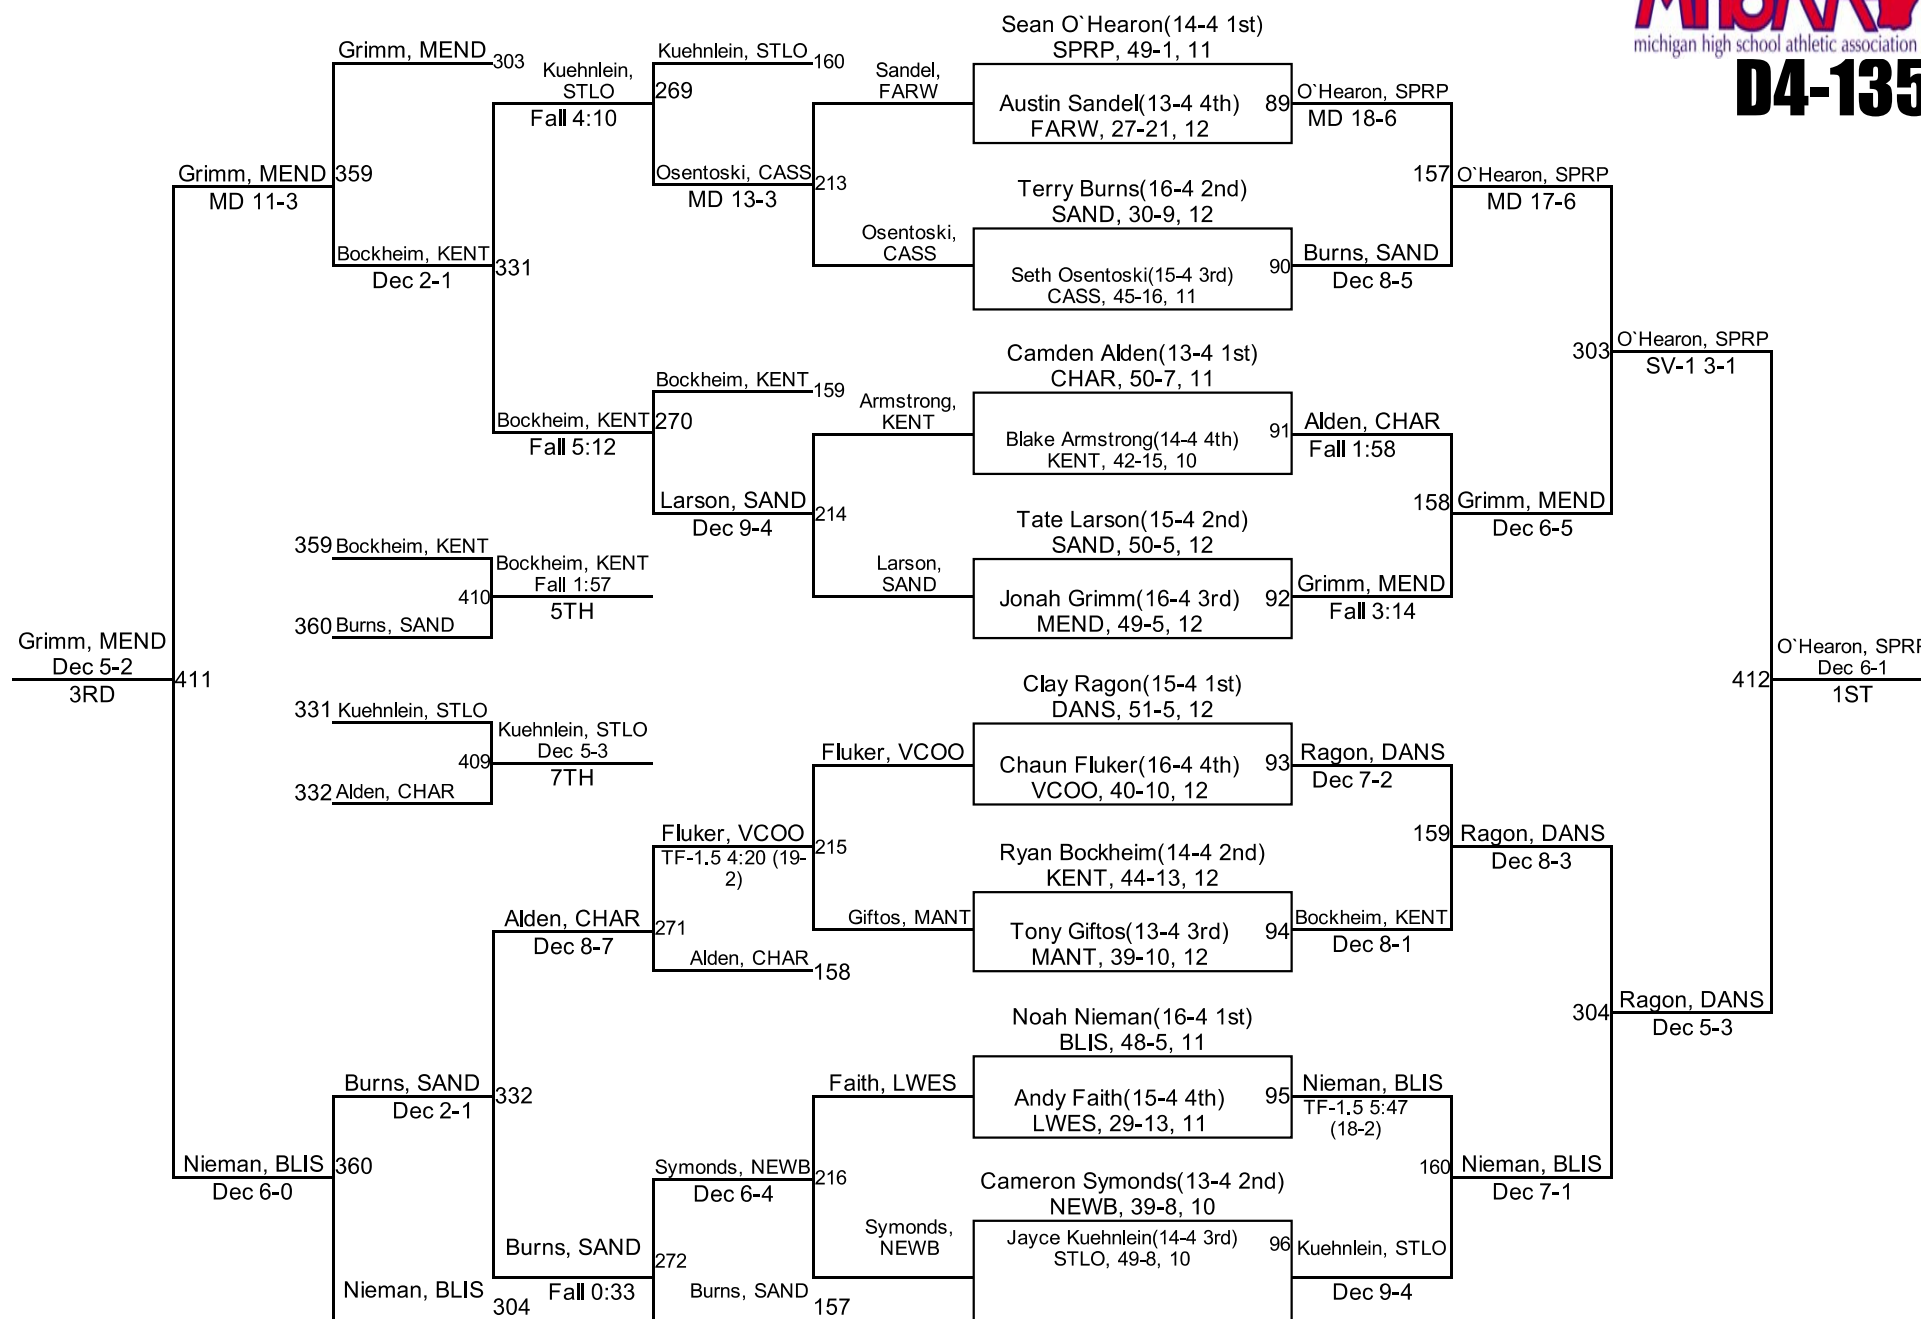 MHSAA
michigan high school athletic association
D4-135
Grimm, MEND
303
Kuehnlein,
STLO
Fall 4:10
Kuehnlein, STLO
160
269
Sandel,
FARW
Sean O`Hearon(14-4 1st)
SPRP, 49-1, 11
Austin Sandel(13-4 4th)
FARW, 27-21, 12
89
O`Hearon, SPRP
MD 18-6
Grimm, MEND
MD 11-3
359
Osentoski, CASS
MD 13-3
213
Terry Burns(16-4 2nd)
SAND, 30-9, 12
157
O`Hearon, SPRP
MD 17-6
Bockheim, KENT
Dec 2-1
331
Osentoski,
CASS
Seth Osentoski(15-4 3rd)
CASS, 45-16, 11
90
Burns, SAND
Dec 8-5
303
O`Hearon, SPRP
SV-1 3-1
Bockheim, KENT
159
Bockheim, KENT
Fall 5:12
270
Armstrong,
KENT
Camden Alden(13-4 1st)
CHAR, 50-7, 11
Blake Armstrong(14-4 4th)
KENT, 42-15, 10
91
Alden, CHAR
Fall 1:58
Larson, SAND
Dec 9-4
214
Tate Larson(15-4 2nd)
SAND, 50-5, 12
158
Grimm, MEND
Dec 6-5
359
Bockheim, KENT
Bockheim, KENT
Fall 1:57
410
5TH
360
Burns, SAND
Larson,
SAND
Jonah Grimm(16-4 3rd)
MEND, 49-5, 12
92
Grimm, MEND
Fall 3:14
Grimm, MEND
Dec 5-2
3RD
411
412
O`Hearon, SPRP
Dec 6-1
1ST
331
Kuehnlein, STLO
Kuehnlein, STLO
Dec 5-3
409
7TH
332
Alden, CHAR
Fluker, VCOO
Clay Ragon(15-4 1st)
DANS, 51-5, 12
Chaun Fluker(16-4 4th)
VCOO, 40-10, 12
93
Ragon, DANS
Dec 7-2
Fluker, VCOO
TF-1.5 4:20 (19-
2)
215
Ryan Bockheim(14-4 2nd)
KENT, 44-13, 12
159
Ragon, DANS
Dec 8-3
Alden, CHAR
Dec 8-7
271
Giftos, MANT
Tony Giftos(13-4 3rd)
MANT, 39-10, 12
94
Bockheim, KENT
Dec 8-1
Alden, CHAR
158
304
Ragon, DANS
Dec 5-3
Burns, SAND
Dec 2-1
332
Faith, LWES
Noah Nieman(16-4 1st)
BLIS, 48-5, 11
Andy Faith(15-4 4th)
LWES, 29-13, 11
95
Nieman, BLIS
TF-1.5 5:47
(18-2)
Nieman, BLIS
Dec 6-0
360
Symonds, NEWB
Dec 6-4
216
Cameron Symonds(13-4 2nd)
NEWB, 39-8, 10
160
Nieman, BLIS
Dec 7-1
Burns, SAND
Fall 0:33
272
Symonds,
NEWB
Jayce Kuehnlein(14-4 3rd)
STLO, 49-8, 10
96
Kuehnlein, STLO
Dec 9-4
Nieman, BLIS
304
Burns, SAND
157